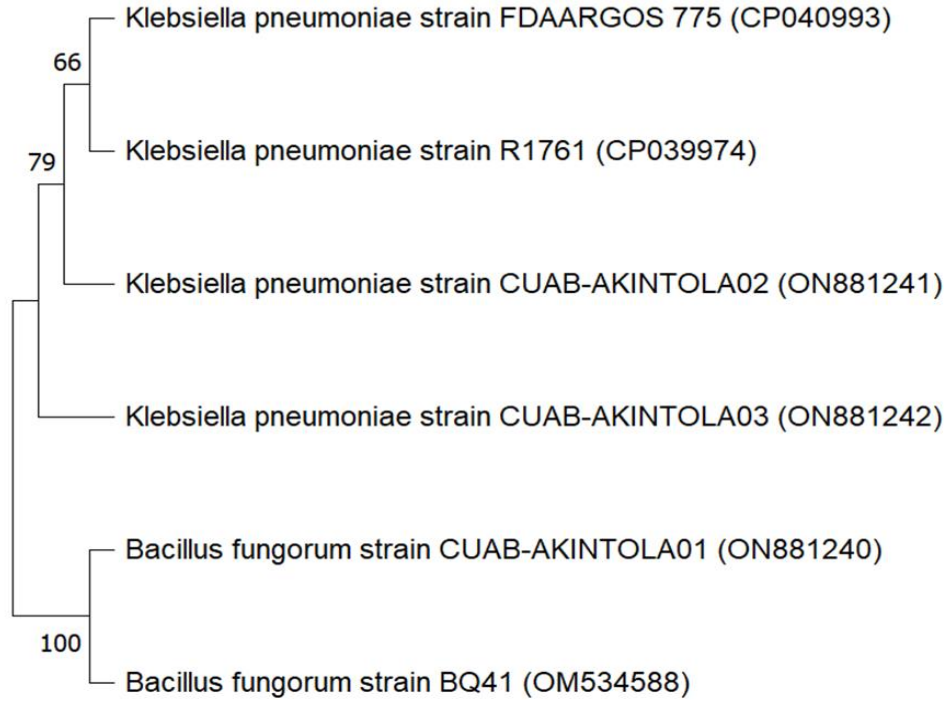 Klebsiella pneumoniae strain FDAARGOS 775 (CP040993)
66
Klebsiella pneumoniae strain R1761 (CP039974)
79
Klebsiella pneumoniae strain CUAB-AKINTOLA02 (ON881241)
Klebsiella pneumoniae strain CUAB-AKINTOLA03 (ON881242)
Bacillus fungorum strain CUAB-AKINTOLA01 (ON881240)
100
Bacillus fungorum strain BQ41 (OM534588)